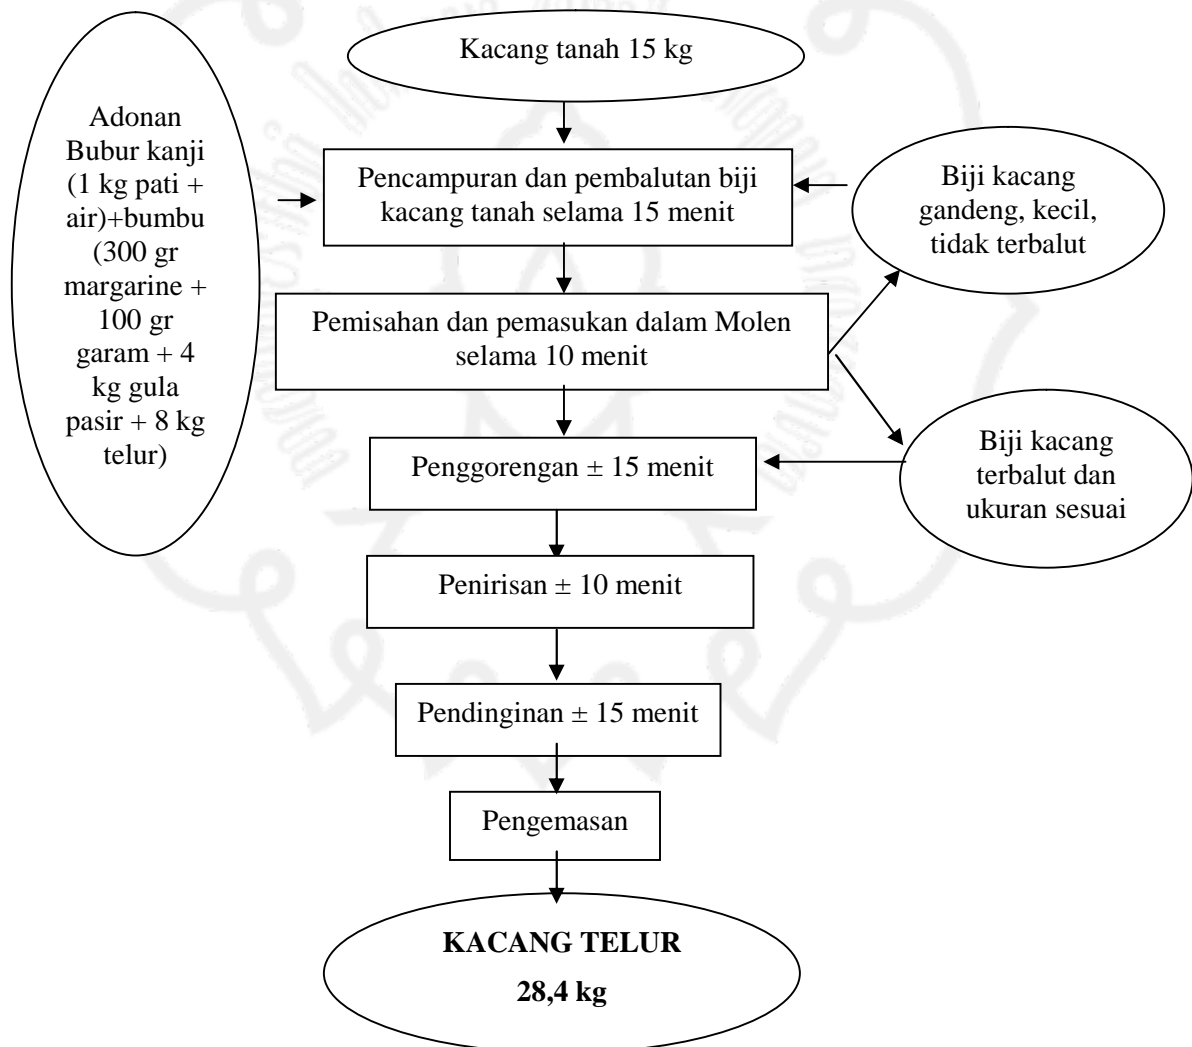 Kacang tanah 15 kg
Adonan
Bubur kanji
(1 kg pati +
air)+bumbu
(300 gr
margarine +
100 gr
garam + 4
kg gula
pasir + 8 kg
telur)
Pencampuran dan pembalutan biji
kacang tanah selama 15 menit
Biji kacang
gandeng, kecil,
tidak terbalut
Pemisahan dan pemasukan dalam Molen
selama 10 menit
Biji kacang
terbalut dan
ukuran sesuai
Penggorengan ± 15 menit
Penirisan ± 10 menit
Pendinginan ± 15 menit
Pengemasan
KACANG TELUR
28,4 kg